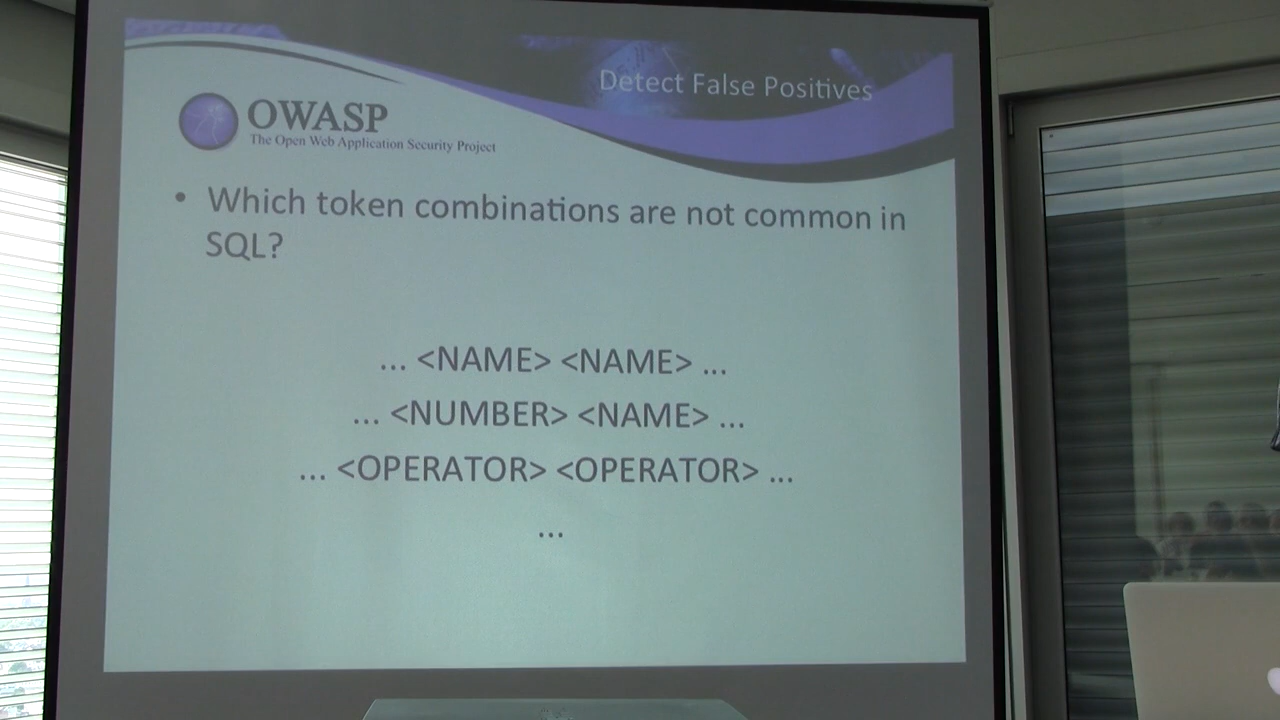 Detect False Positives
OWASP
The Open Web Application Security Project
• Which token combinations are not common in
SQL?
... <NAME> <NAME> ...
... <NUMBER> <NAME> ...
... <OPERATOR> <OPERATOR> ...
...